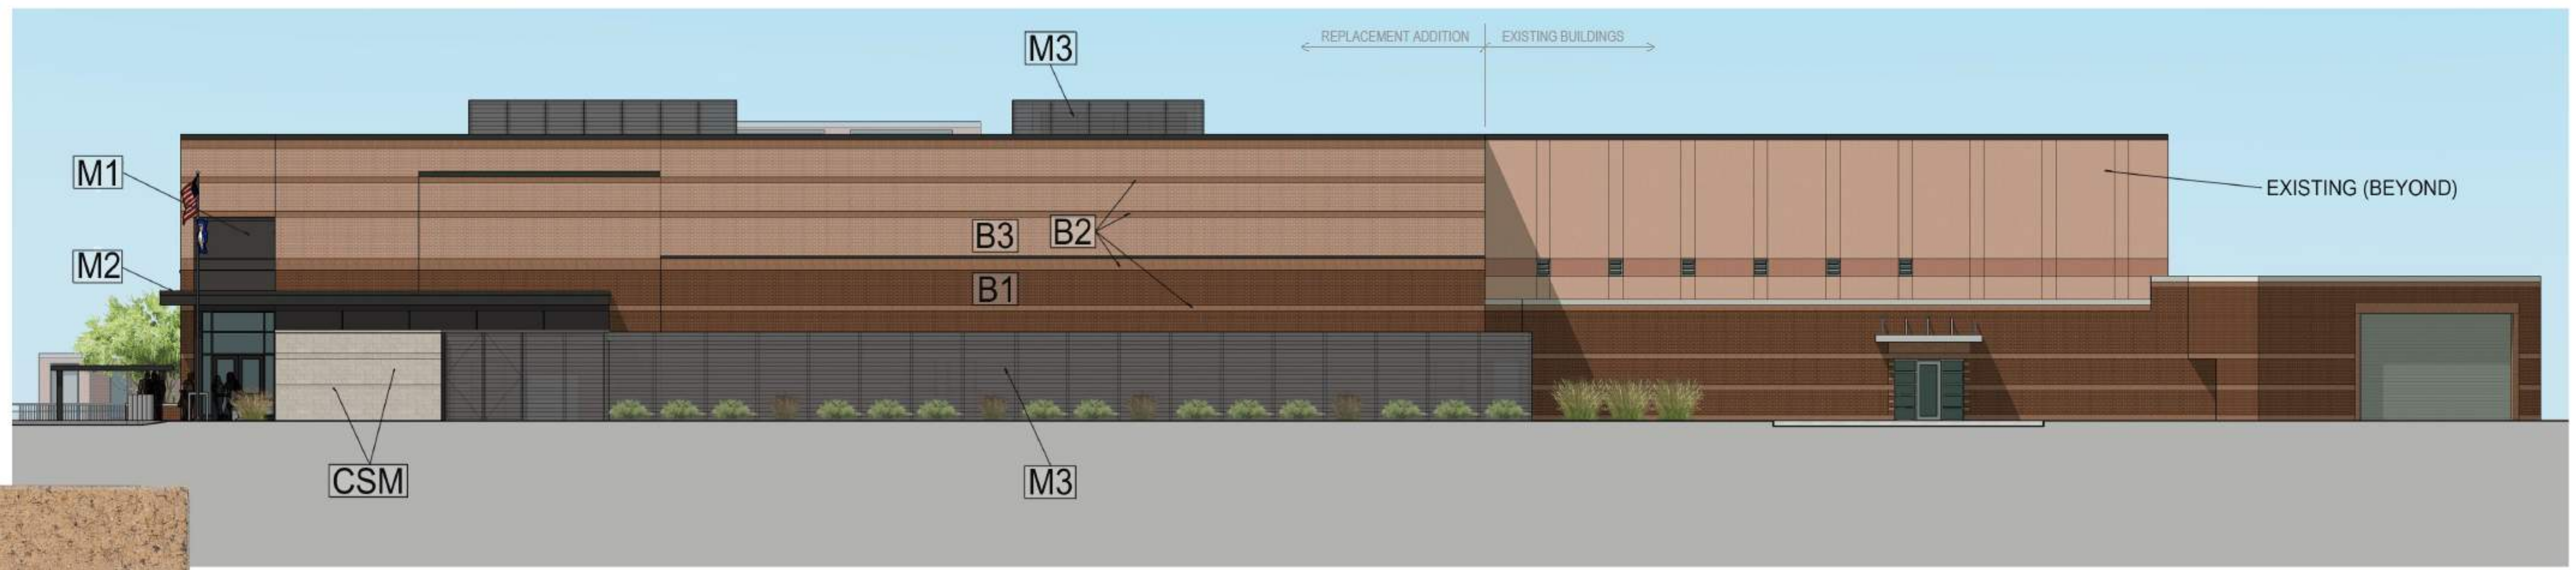 REPLACEMENT ADDITION
EXISTING BUILDINGS
M3
M1
EXISTING (BEYOND)
B3
B2
M2
B1
CSM
M3